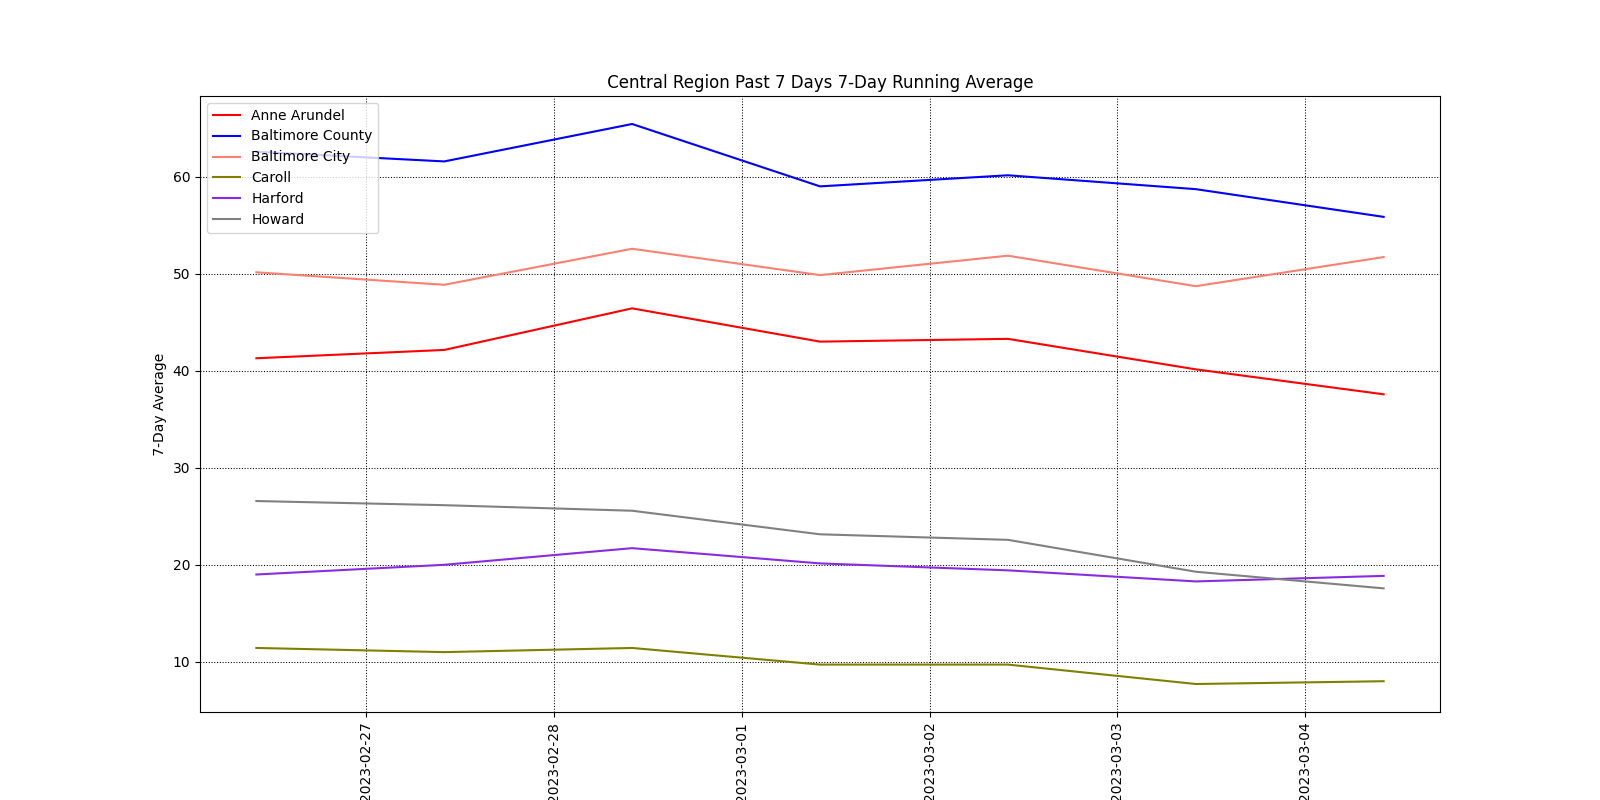 Central Region Past 7 Days 7-Day Running Average
Anne Arundel
Baltimore County
Baltimore City
Caroll
Harford
Howard
7-Day Average
60
50
40
30
20
10
2023-02-27
2023-02-28
2023-03-01
2023-03-02
2023-03-03
2023-03-04